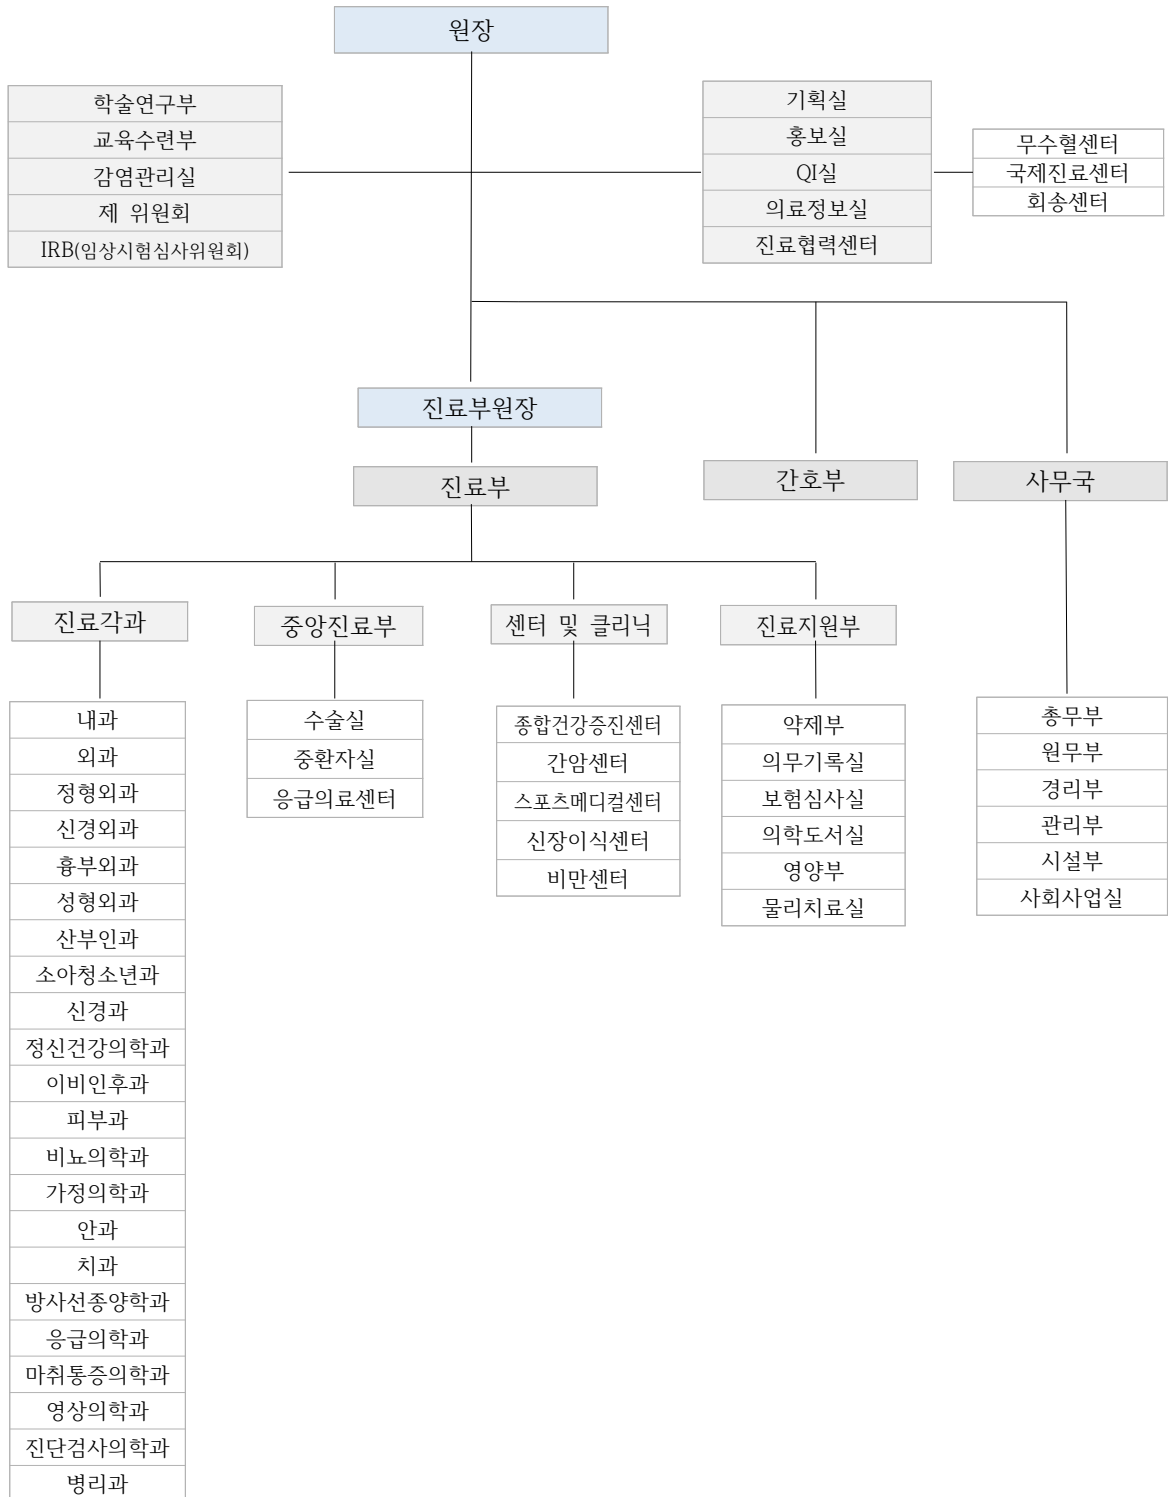 원장
학술연구부
교육수련부
감염관리실
제 위원회
IRB(임상시험심사위원회)
기획실
홍보실
QI실
의료정보실
진료협력센터
무수혈센터
국제진료센터
회송센터
진료부원장
진료부
간호부
사무국
진료각과
중앙진료부
센터 및 클리닉
진료지원부
내과
외과
정형외과
신경외과
흉부외과
성형외과
산부인과
소아청소년과
신경과
정신건강의학과
이비인후과
피부과
비뇨의학과
가정의학과
안과
치과
방사선종양학과
응급의학과
마취통증의학과
영상의학과
진단검사의학과
병리과
수술실
중환자실
응급의료센터
종합건강증진센터
간암센터
스포츠메디컬센터
신장이식센터
비만센터
약제부
의무기록실
보험심사실
의학도서실
영양부
물리치료실
총무부
원무부
경리부
관리부
시설부
사회사업실